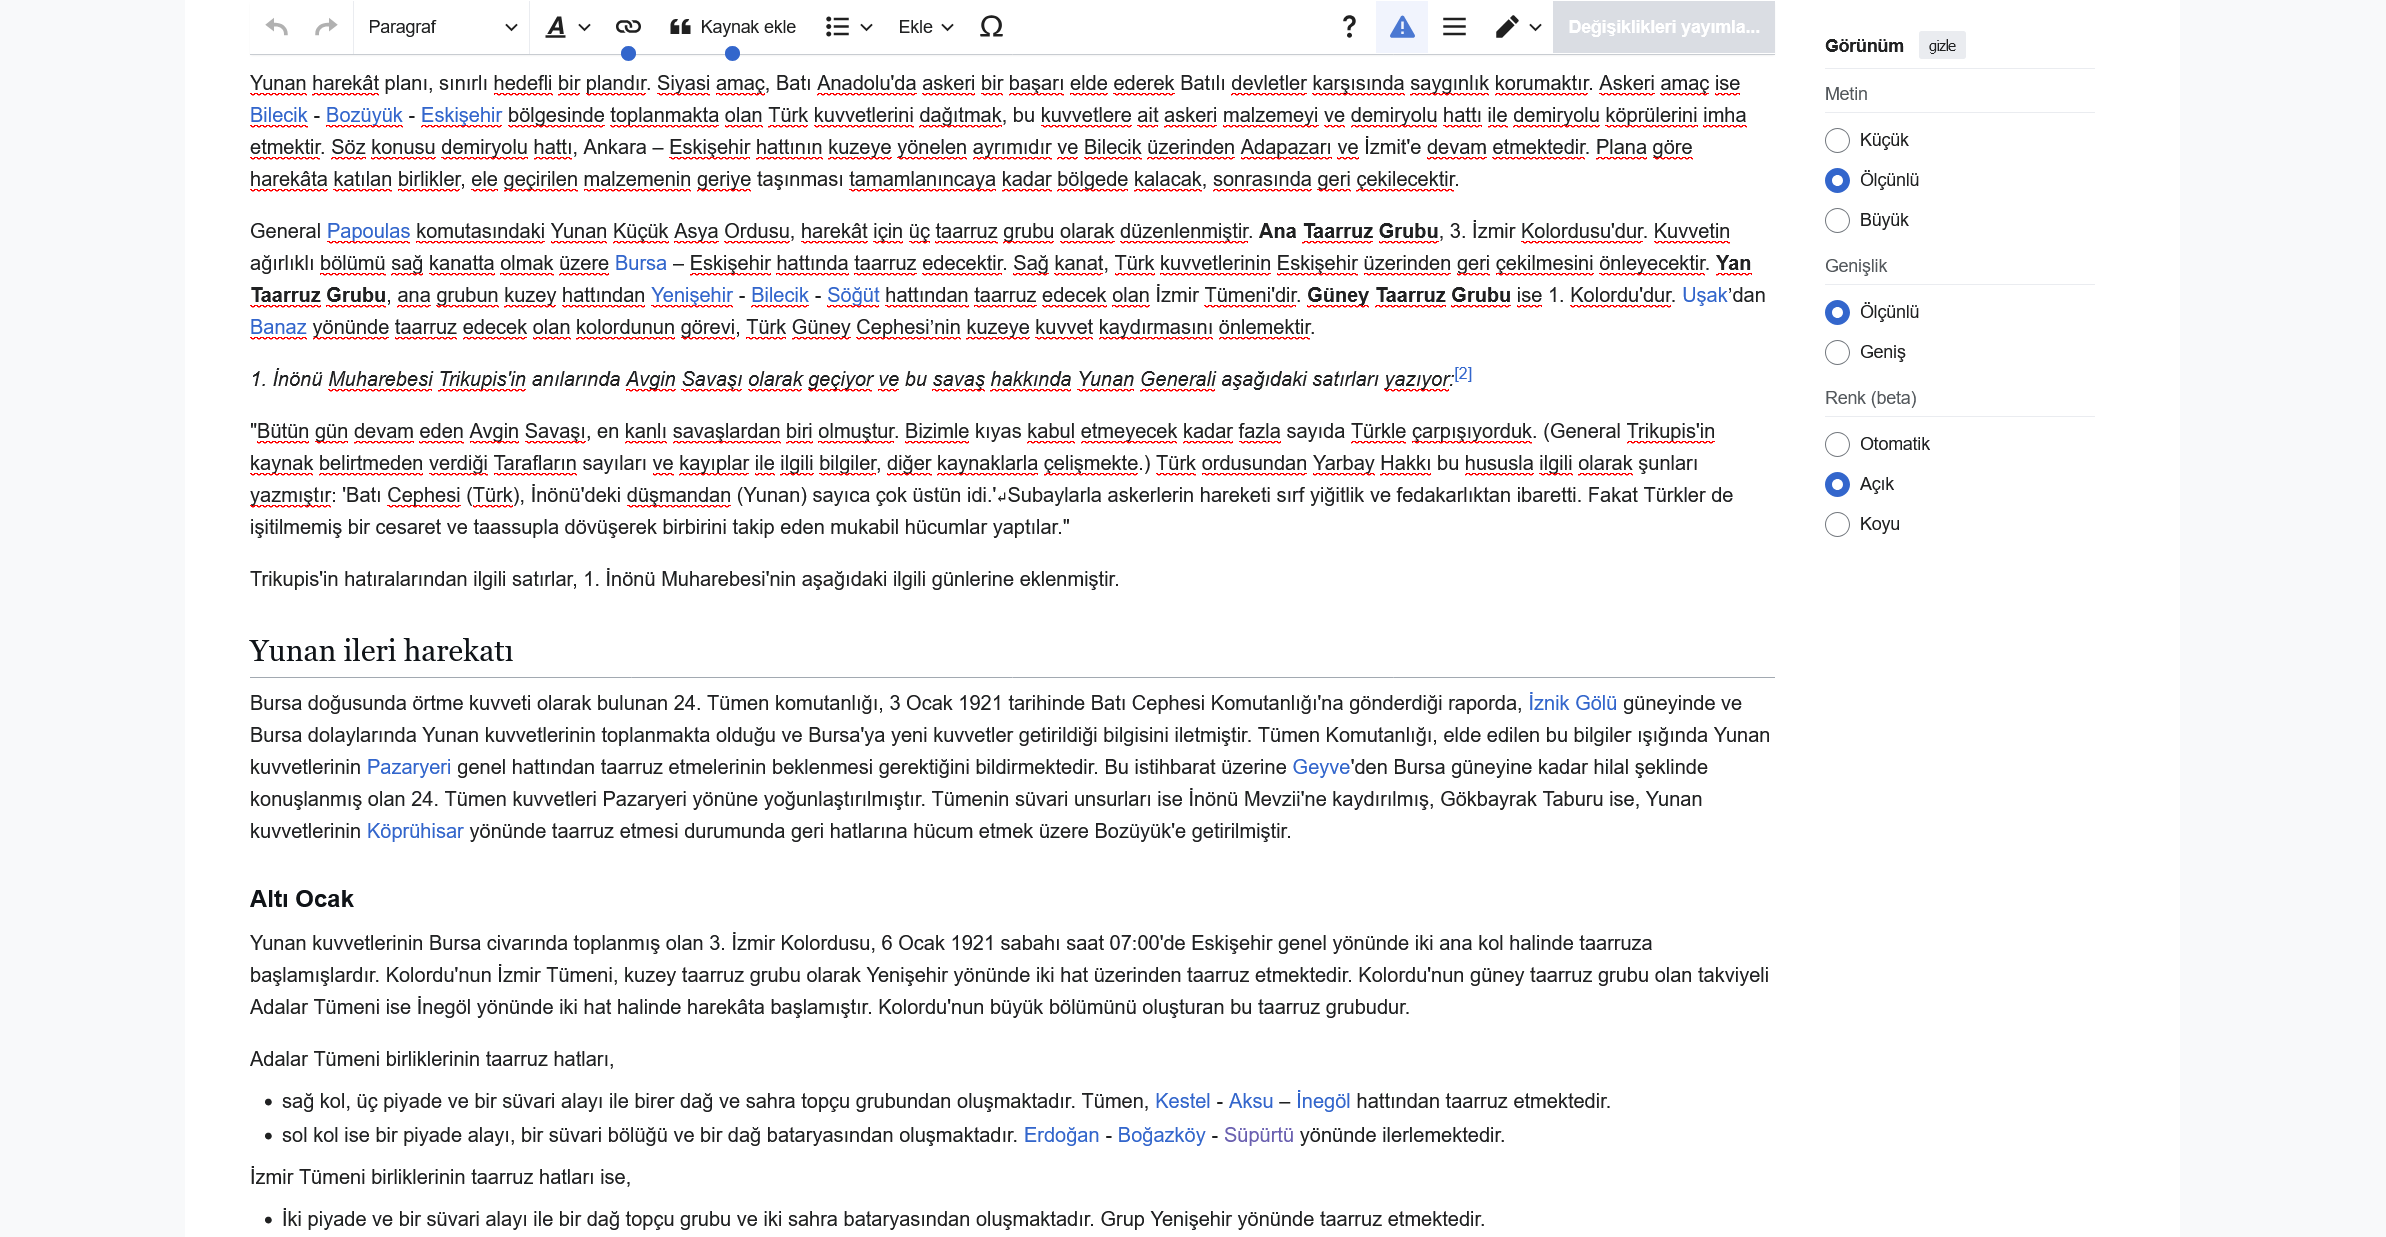 Paragraf
A
Kaynak ekle
Ekle
Ω
?
Değişiklikleri yayımla...
Yunan harekât planı, sınırlı hedefli bir plandır. Siyasi amaç, Batı Anadolu'da askeri bir başarı elde ederek Batılı devletler karşısında saygınlık korumaktır. Askeri amaç ise
Bilecik - Bozüyük - Eskişehir bölgesinde toplanmakta olan Türk kuvvetlerini dağıtmak, bu kuvvetlere ait askeri malzemeyi ve demiryolu hattı ile demiryolu köprülerini imha
etmektir. Söz konusu demiryolu hattı, Ankara – Eskişehir hattının kuzeye yönelen ayrımıdır ve Bilecik üzerinden Adapazarı ve İzmit'e devam etmektedir. Plana göre
harekâta katılan birlikler, ele geçirilen malzemenin geriye taşınması tamamlanıncaya kadar bölgede kalacak, sonrasında geri çekilecektir.
General Papoulas komutasındaki Yunan Küçük Asya Ordusu, harekât için üç taarruz grubu olarak düzenlenmiştir. Ana Taarruz Grubu, 3. İzmir Kolordusu'dur. Kuvvetin
ağırlıklı bölümü sağ kanatta olmak üzere Bursa – Eskişehir hattında taarruz edecektir. Sağ kanat, Türk kuvvetlerinin Eskişehir üzerinden geri çekilmesini önleyecektir. Yan
Taarruz Grubu, ana grubun kuzey hattından Yenişehir - Bilecik - Söğüt hattından taarruz edecek olan İzmir Tümeni'dir. Güney Taarruz Grubu ise 1. Kolordu'dur. Uşak’dan
Banaz yönünde taarruz edecek olan kolordunun görevi, Türk Güney Cephesi’nin kuzeye kuvvet kaydırmasını önlemektir.
1. İnönü Muharebesi Trikupis'in anılarında Avgin Savaşı olarak geçiyor ve bu savaş hakkında Yunan Generali aşağıdaki satırları yazıyor:[2]
"Bütün gün devam eden Avgin Savaşı, en kanlı savaşlardan biri olmuştur. Bizimle kıyas kabul etmeyecek kadar fazla sayıda Türkle çarpışıyorduk. (General Trikupis'in
kaynak belirtmeden verdiği Tarafların sayıları ve kayıplar ile ilgili bilgiler, diğer kaynaklarla çelişmekte.) Türk ordusundan Yarbay Hakkı bu hususla ilgili olarak şunları
yazmıştır: 'Batı Cephesi (Türk), İnönü'deki düşmandan (Yunan) sayıca çok üstün idi.'↲Subaylarla askerlerin hareketi sırf yiğitlik ve fedakarlıktan ibaretti. Fakat Türkler de
işitilmemiş bir cesaret ve taassupla dövüşerek birbirini takip eden mukabil hücumlar yaptılar."
Trikupis'in hatıralarından ilgili satırlar, 1. İnönü Muharebesi'nin aşağıdaki ilgili günlerine eklenmiştir.
Yunan ileri harekatı
Bursa doğusunda örtme kuvveti olarak bulunan 24. Tümen komutanlığı, 3 Ocak 1921 tarihinde Batı Cephesi Komutanlığı'na gönderdiği raporda, İznik Gölü güneyinde ve
Bursa dolaylarında Yunan kuvvetlerinin toplanmakta olduğu ve Bursa'ya yeni kuvvetler getirildiği bilgisini iletmiştir. Tümen Komutanlığı, elde edilen bu bilgiler ışığında Yunan
kuvvetlerinin Pazaryeri genel hattından taarruz etmelerinin beklenmesi gerektiğini bildirmektedir. Bu istihbarat üzerine Geyve'den Bursa güneyine kadar hilal şeklinde
konuşlanmış olan 24. Tümen kuvvetleri Pazaryeri yönüne yoğunlaştırılmıştır. Tümenin süvari unsurları ise İnönü Mevzii'ne kaydırılmış, Gökbayrak Taburu ise, Yunan
kuvvetlerinin Köprühisar yönünde taarruz etmesi durumunda geri hatlarına hücum etmek üzere Bozüyük'e getirilmiştir.
Altı Ocak
Yunan kuvvetlerinin Bursa civarında toplanmış olan 3. İzmir Kolordusu, 6 Ocak 1921 sabahı saat 07:00'de Eskişehir genel yönünde iki ana kol halinde taarruza
başlamışlardır. Kolordu'nun İzmir Tümeni, kuzey taarruz grubu olarak Yenişehir yönünde iki hat üzerinden taarruz etmektedir. Kolordu'nun güney taarruz grubu olan takviyeli
Adalar Tümeni ise İnegöl yönünde iki hat halinde harekâta başlamıştır. Kolordu'nun büyük bölümünü oluşturan bu taarruz grubudur.
Adalar Tümeni birliklerinin taarruz hatları,
• sağ kol, üç piyade ve bir süvari alayı ile birer dağ ve sahra topçu grubundan oluşmaktadır. Tümen, Kestel - Aksu – İnegöl hattından taarruz etmektedir.
• sol kol ise bir piyade alayı, bir süvari bölüğü ve bir dağ bataryasından oluşmaktadır. Erdoğan - Boğazköy - Süpürtü yönünde ilerlemektedir.
İzmir Tümeni birliklerinin taarruz hatları ise,
• İki piyade ve bir süvari alayı ile bir dağ topçu grubu ve iki sahra bataryasından oluşmaktadır. Grup Yenişehir yönünde taarruz etmektedir.
Görünüm gizle
Metin
Küçük
Ölçünlü
Büyük
Genişlik
Ölçünlü
Geniş
Renk (beta)
Otomatik
Açık
Koyu